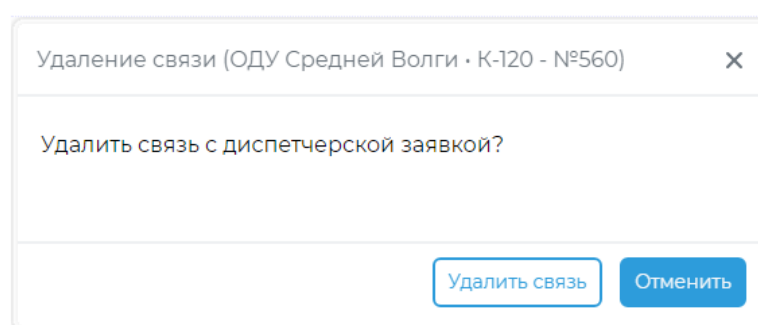 Удаление связи (ОДУ Средней Волги • К-120 - №560)
Удалить связь с диспетчерской заявкой?
Удалить связь
Отменить